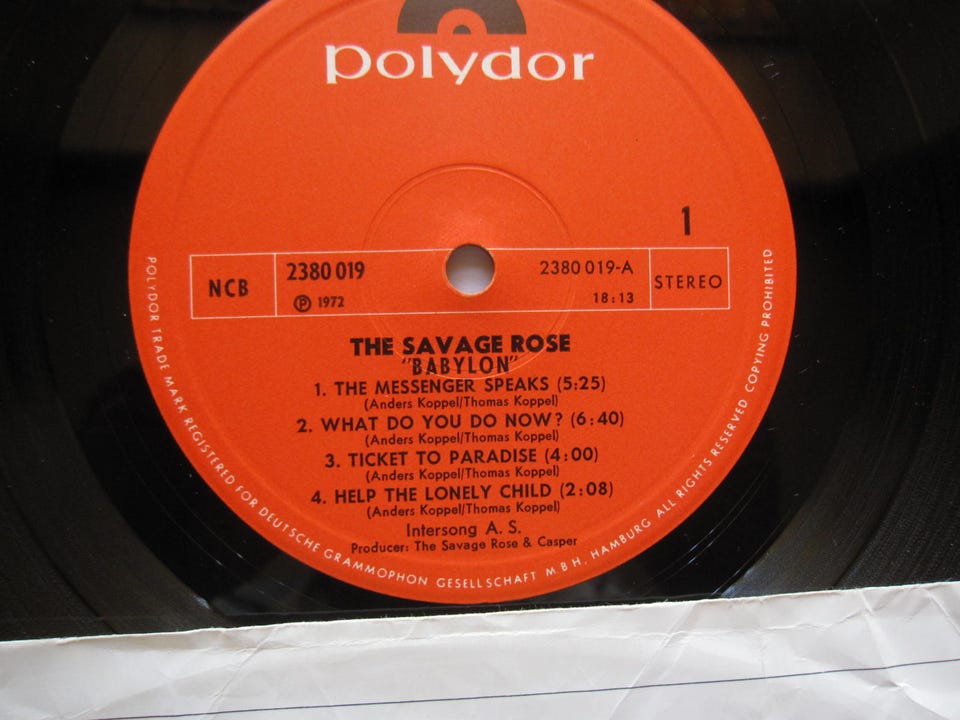 polydor
1
NCB
2380 019
℗ 1972
2380 019-A
18:13
STEREO
THE SAVAGE ROSE
"BABYLON"
1. THE MESSENGER SPEAKS (5:25)
(Anders Koppel/Thomas Koppel)
2. WHAT DO YOU DO NOW? (6:40)
(Anders Koppel/Thomas Koppel)
3. TICKET TO PARADISE (4:00)
(Anders Koppel/Thomas Koppel)
4. HELP THE LONELY CHILD (2:08)
(Anders Koppel/Thomas Koppel)
Intersong A. S.
Producer: The Savage Rose & Casper
POLYDOR TRADE MARK REGISTERED FOR DEUTSCHE GRAMMOPHON GESELLSCHAFT M.B H, HAMBURG ALL RIGHTS RESERVED COPYING PROHIBITED